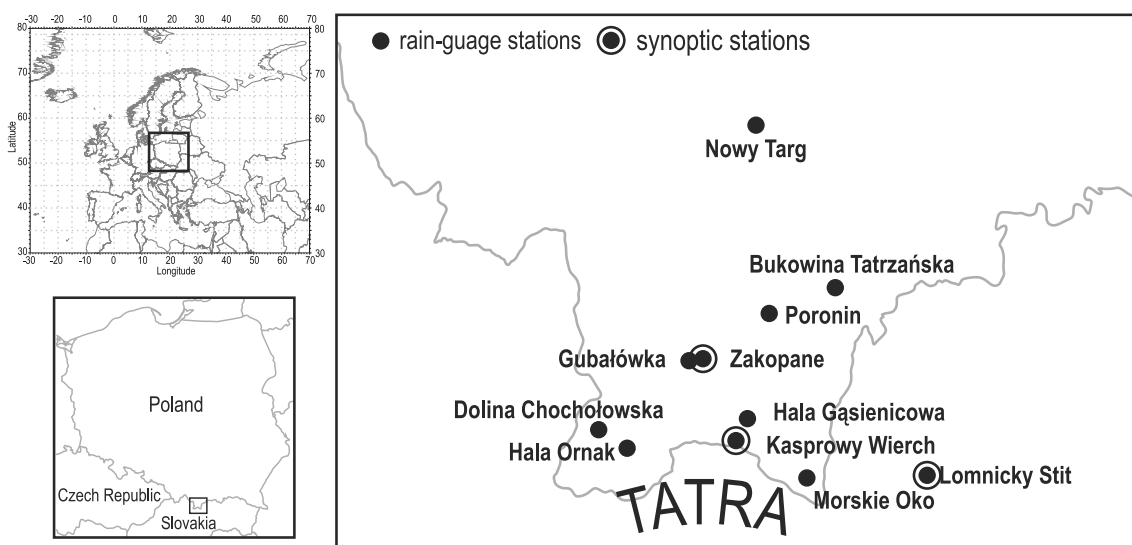 -30 -20 -10 0 10 20 30 40 50 60 70
80 80
70 70
60 60
50 50
40 40
30 30
Latitude
-30 -20 -10 0 10 20 30 40 50 60 70
Longitude
Poland
Czech Republic
Slovakia
rain-guage stations synoptic stations
Nowy Targ
Bukowina Tatrzańska
Poronin
Gubałówka Zakopane
Dolina Chochołowska
Hala Gąsienicowa
Hala Ornak
Kasprowy Wierch
Lomnicky Stit
Morskie Oko
TATRA